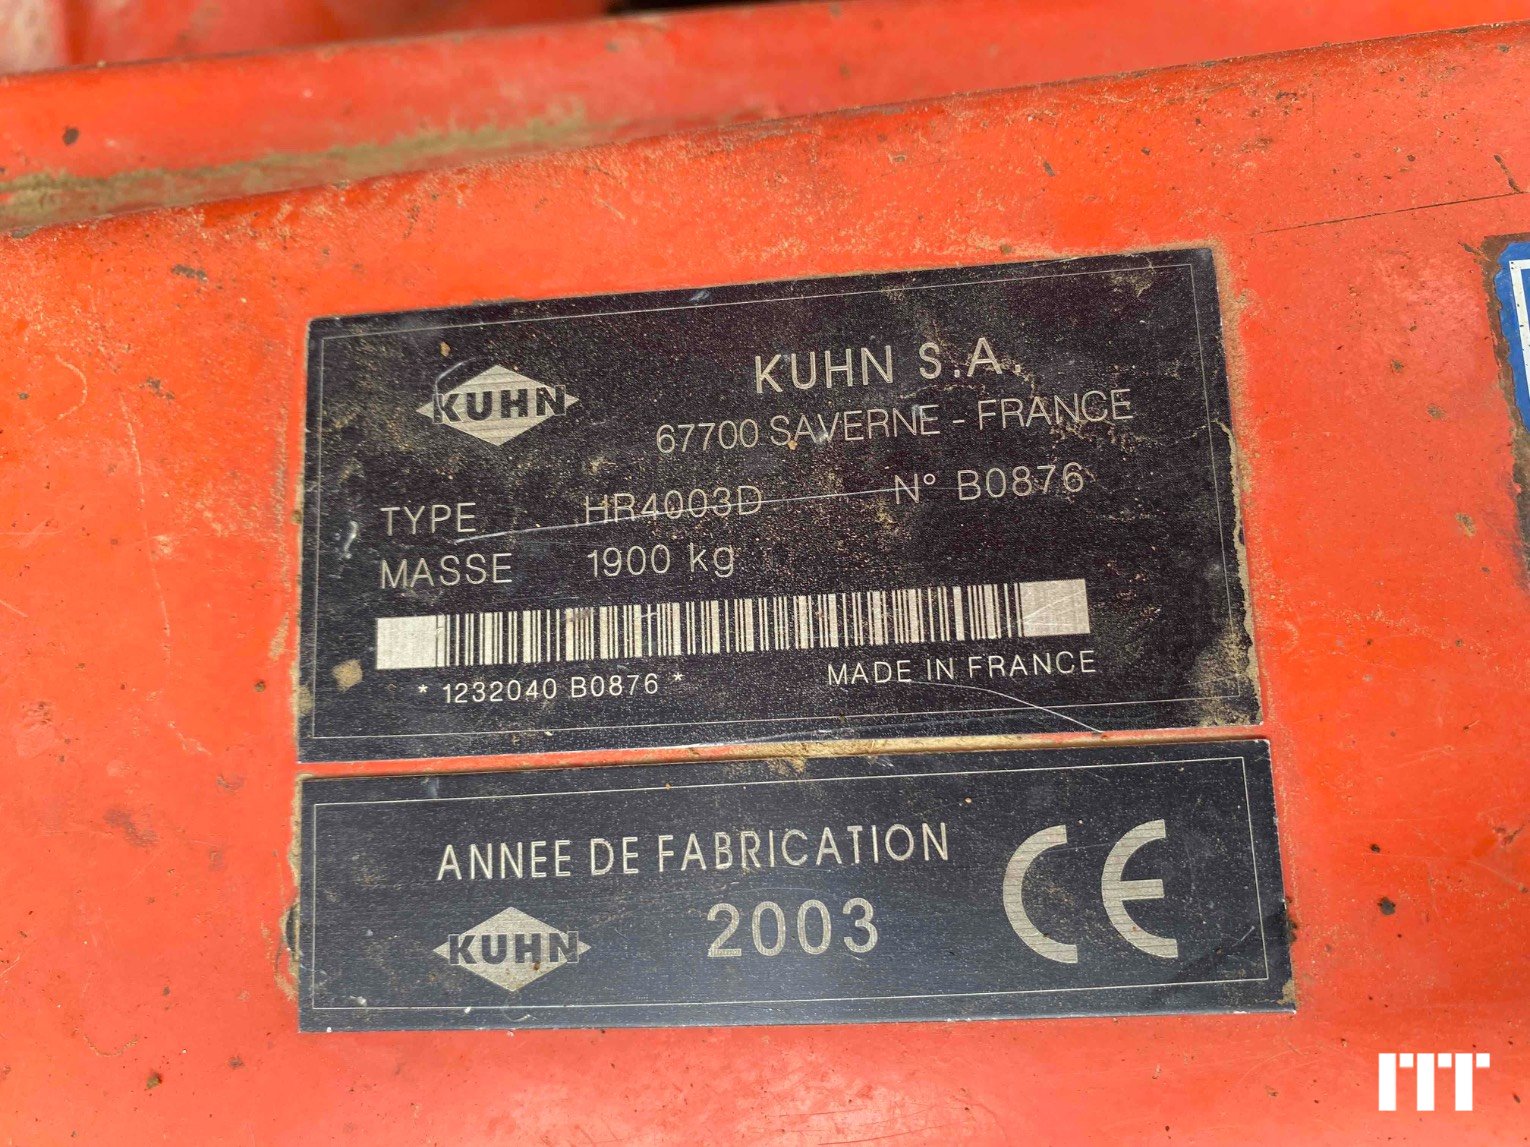 KUHN
KUHN S.A.
67700 SAVERNE - FRANCE
TYPE HR4003D N° B0876
MASSE 1900 kg
* 1232040 B0876 *
MADE IN FRANCE
ANNEE DE FABRICATION
KUHN
2003
CE